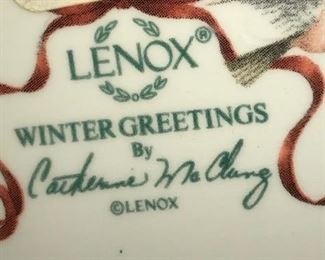 LENOX®
WINTER GREETINGS
By
Catherine McClung
©LENOX